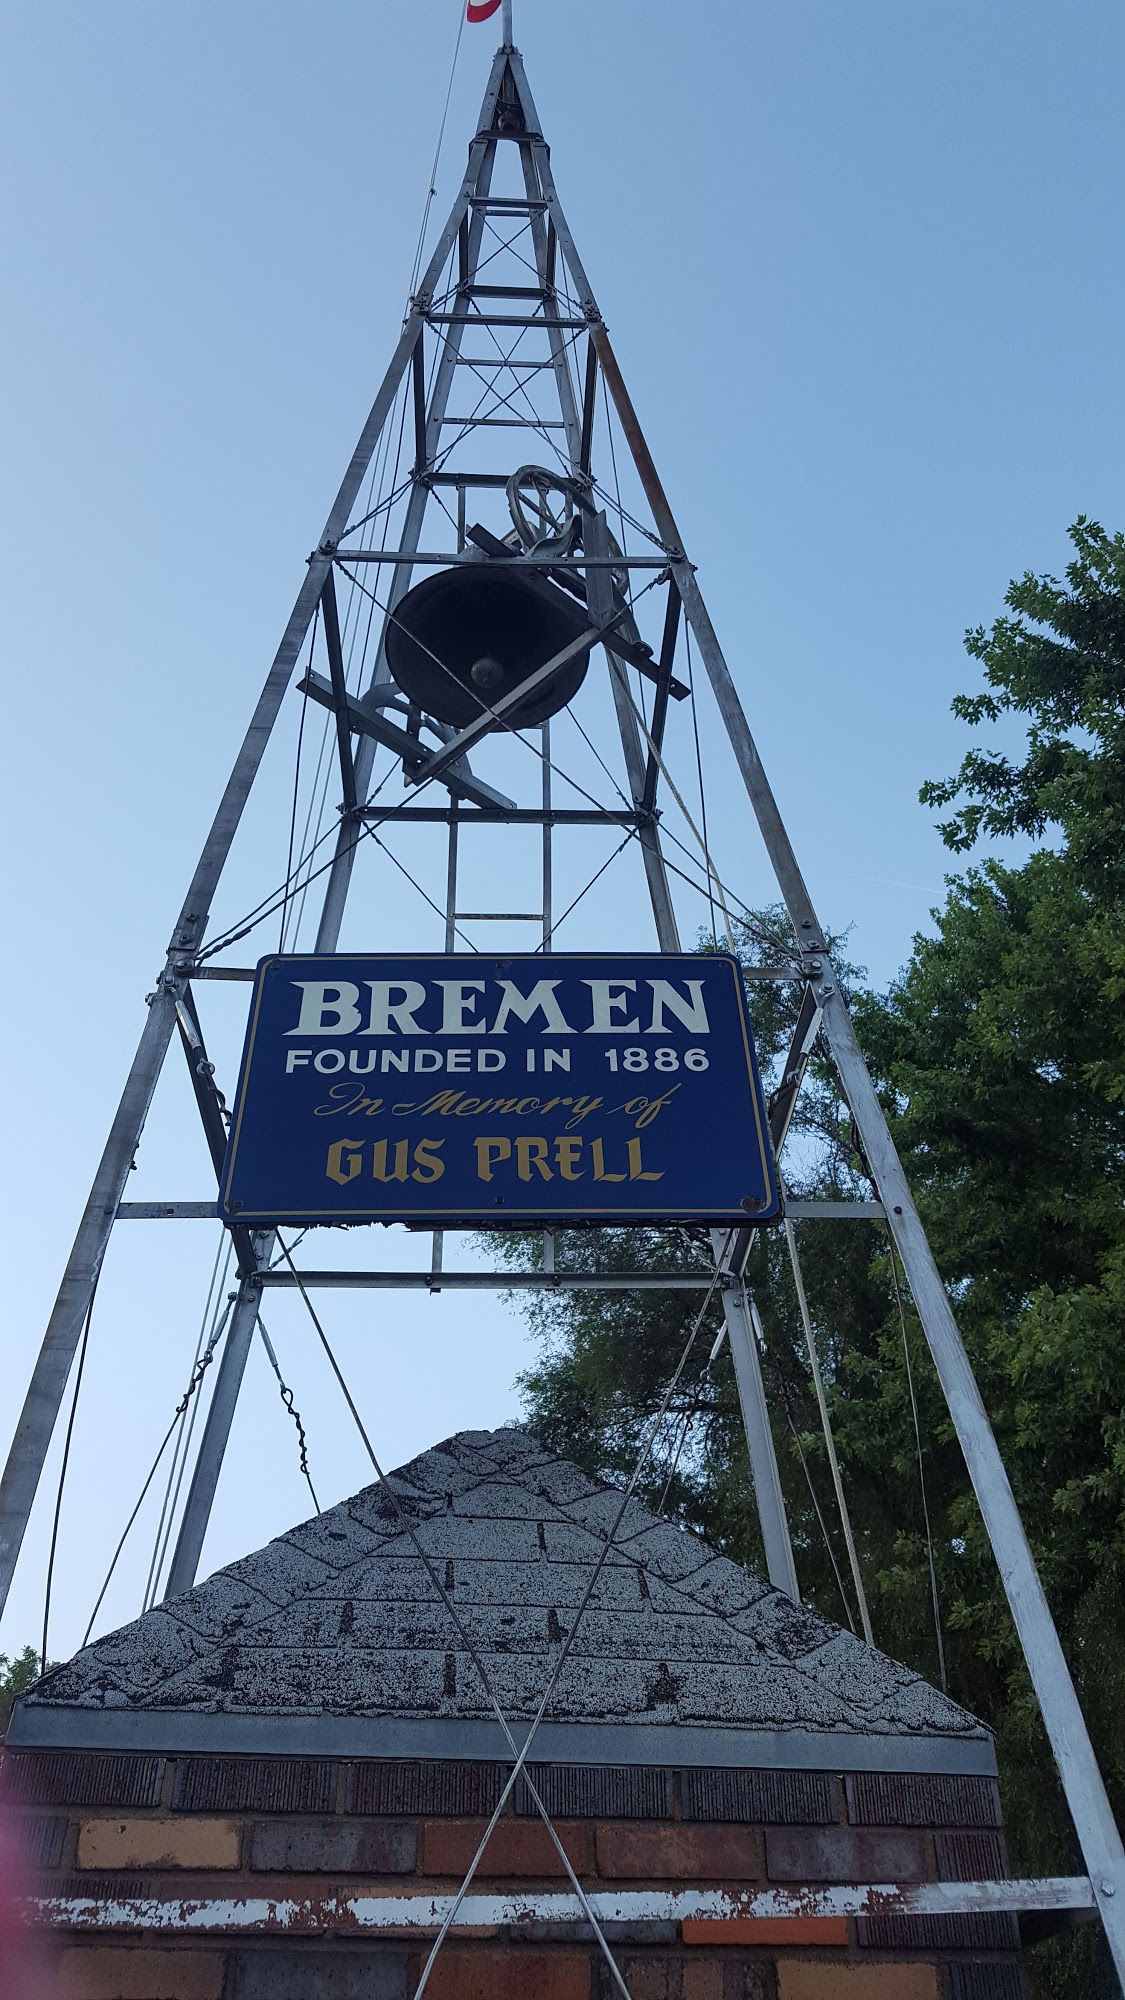 BREMEN
FOUNDED IN 1886
In Memory of
GUS PRELL